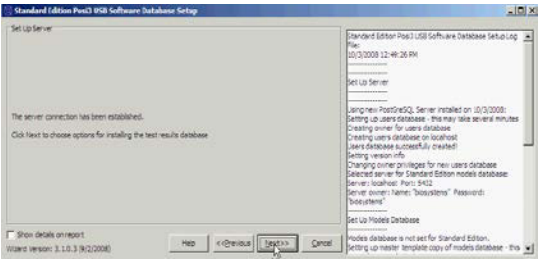 Standard Edition Posi3 USB Software Database Setup
Set Up Server
The server connection has been established.
Click Next to choose options for installing the test results database
Show details on report
Wizard Version: 3.1.0.3 (9/2/2008)
Help
<<Previous
Next>>
Cancel
Standard Edition Posi3 USB Software Database Setup Log
File:
10/3/2008 12:49:26 PM
---------------
Set Up Server
---------------
Using new PostGreSQL Server installed on 10/3/2008:
Setting up users database - this may take several minutes
Creating owner for users database
Creating users database on localhost
Users database successfully created!
Setting version info
Changing owner privileges for new users database
Selected server for Standard Edition models database:
Server: localhost Port: 5432
Server owner: Name: "biosystems" Password:
"biosystems"
---------------
Set Up Models Database
---------------
Models database is not set for Standard Edition.
Setting up master template copy of models database - this